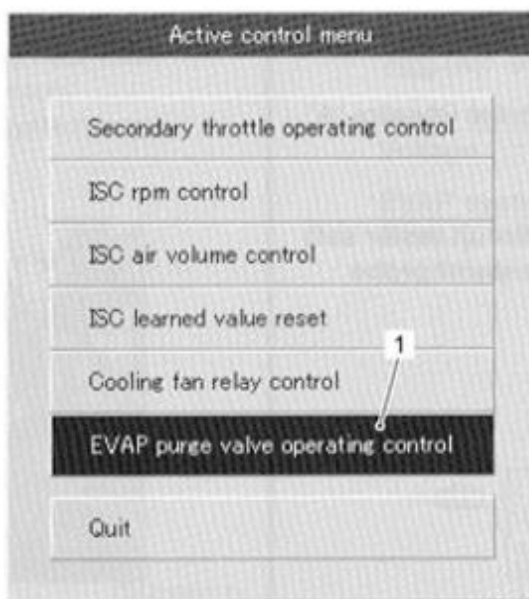 Active control menu
Secondary throttle operating control
ISC rpm control
ISC air volume control
ISC learned value reset
1
Cooling fan relay control
EVAP purge valve operating control
Quit